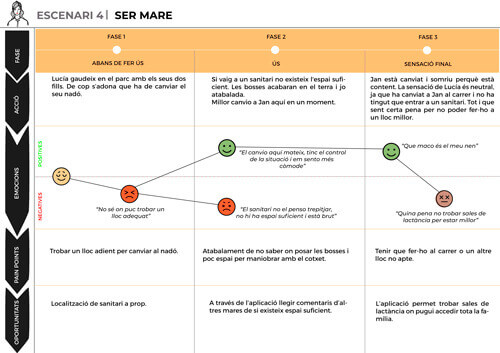 ESCENARI 4| SER MARE
FASE
FASE 1
FASE 2
FASE 3
ABANS DE FER ÚS
ÚS
SENSACIÓ FINAL
ACCIÓ
Lucía gaudeix en el parc amb els seus dos
fills. De cop s'adona que ha de canviar el
seu nadó.
Si vaig a un sanitari no existeix l'espai sufi-
cient. Les bosses acabaran en el terra i jo
atabalada.
Millor canvio a Jan aquí en un moment.
Jan està canviat i somriu perquè està
content. La sensació de Lucía és neutral,
ja que ha canviat a Jan al carrer i no ha
tingut que entrar a un sanitari. Tot i que
sent certa pena per no poder fer-ho a
un lloc millor.
EMOCIONS
POSITIVES
NEGATIVES
"No sé on puc trobar un
lloc adequat"
"El canvio aquí mateix, tinc el control
de la situació i em sento més
còmode"
"El sanitari no el penso trepitjar,
no hi ha espai suficient i està brut"
"Que maco és el meu nen"
"Quina pena no trobar sales de
lactància per estar millor"
PAIN POINTS
Trobar un lloc adient per canviar al nadó.
Atabalament de no saber on posar les bosses i
poc espai per maniobrar amb el cotxet.
Tenir que fer-ho al carrer o un altre
lloc no apte.
OPORTUNITATS
Localització de sanitari a prop.
A través de l'aplicació llegir comentaris d'al-
tres mares de si existeix espai suficient.
L'aplicació permet trobar sales de
lactància on pugui accedir tota la fa-
mília.